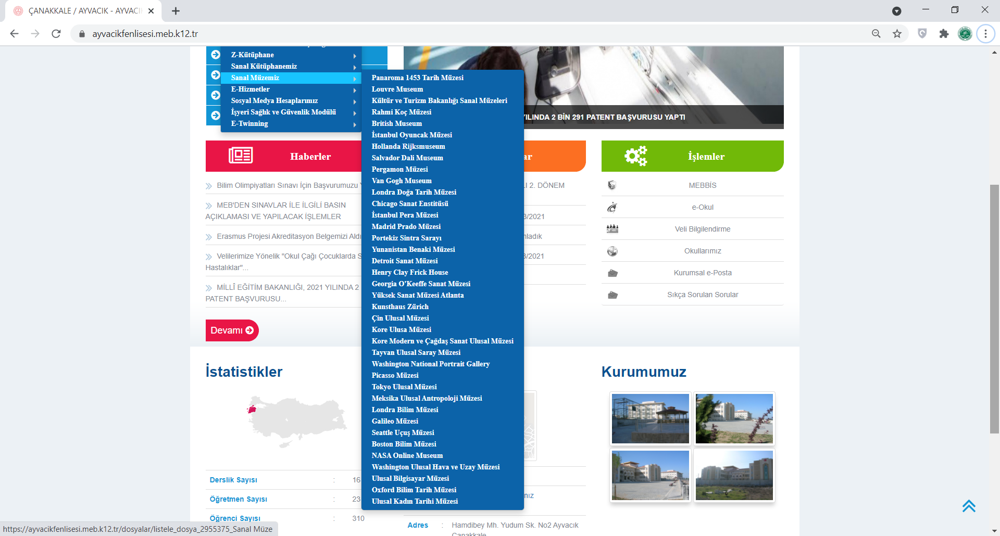 ÇANAKKALE / AYVACIK - AYVACI
ayvacikfenlisesi.meb.k12.tr
Z-Kütüphane
Sanal Kütüphanemiz
Sanal Müzemiz
E-Hizmetler
Sosyal Medya Hesaplarımız
İşyeri Sağlık ve Güvenlik Modülü
E-Twinning
Panaroma 1453 Tarih Müzesi
Louvre Museum
Kültür ve Turizm Bakanlığı Sanal Müzeleri
Rahmi Koç Müzesi
British Museum
İstanbul Oyuncak Müzesi
Hollanda Rijksmuseum
Salvador Dali Museum
Pergamon Müzesi
Van Gogh Museum
Londra Doğa Tarih Müzesi
Chicago Sanat Enstitüsü
İstanbul Pera Müzesi
Madrid Prado Müzesi
Portekiz Sintra Sarayı
Yunanistan Benaki Müzesi
Detroit Sanat Müzesi
Henry Clay Frick House
Georgia O'Keeffe Sanat Müzesi
Yüksek Sanat Müzesi Atlanta
Kunsthaus Zürich
Çin Ulusal Müzesi
Kore Ulusa Müzesi
Kore Modern ve Çağdaş Sanat Ulusal Müzesi
Tayvan Ulusal Saray Müzesi
Washington National Portrait Gallery
Picasso Müzesi
Tokyo Ulusal Müzesi
Meksika Ulusal Antropoloji Müzesi
Londra Bilim Müzesi
Galileo Müzesi
Seattle Uçuş Müzesi
Boston Bilim Müzesi
NASA Online Museum
Washington Ulusal Hava ve Uzay Müzesi
Ulusal Bilgisayar Müzesi
Oxford Bilim Tarih Müzesi
Ulusal Kadın Tarihi Müzesi
YILINDA 2 BİN 291 PATENT BAŞVURUSU YAPTI
Haberler
Bilim Olimpiyatları Sınavı İçin Başvurumuzu Y
MEB'DEN SINAVLAR İLE İLGİLİ BASIN
AÇIKLAMASI VE YAPILACAK İŞLEMLER
Erasmus Projesi Akreditasyon Belgemizi Aldı
Velilerimize Yönelik "Okul Çağı Çocuklarda S
Hastalıklar"...
MİLLÎ EĞİTİM BAKANLIĞI, 2021 YILINDA 2
PATENT BAŞVURUSU...
Devamı
ar
I 2. DÖNEM
3/2021
nladık
3/2021
İşlemler
MEBBİS
e-Okul
Veli Bilgilendirme
Okullarımız
Kurumsal e-Posta
Sıkça Sorulan Sorular
İstatistikler
Derslik Sayısı : 16
Öğretmen Sayısı : 23
Öğrenci Sayısı : 310
nız
Adres : Hamdibey Mh. Yudum Sk. No2 Ayvacık
Çanakkale
Kurumumuz
https://ayvacikfenlisesi.meb.k12.tr/dosyalar/listele_dosya_2955375_Sanal Müze